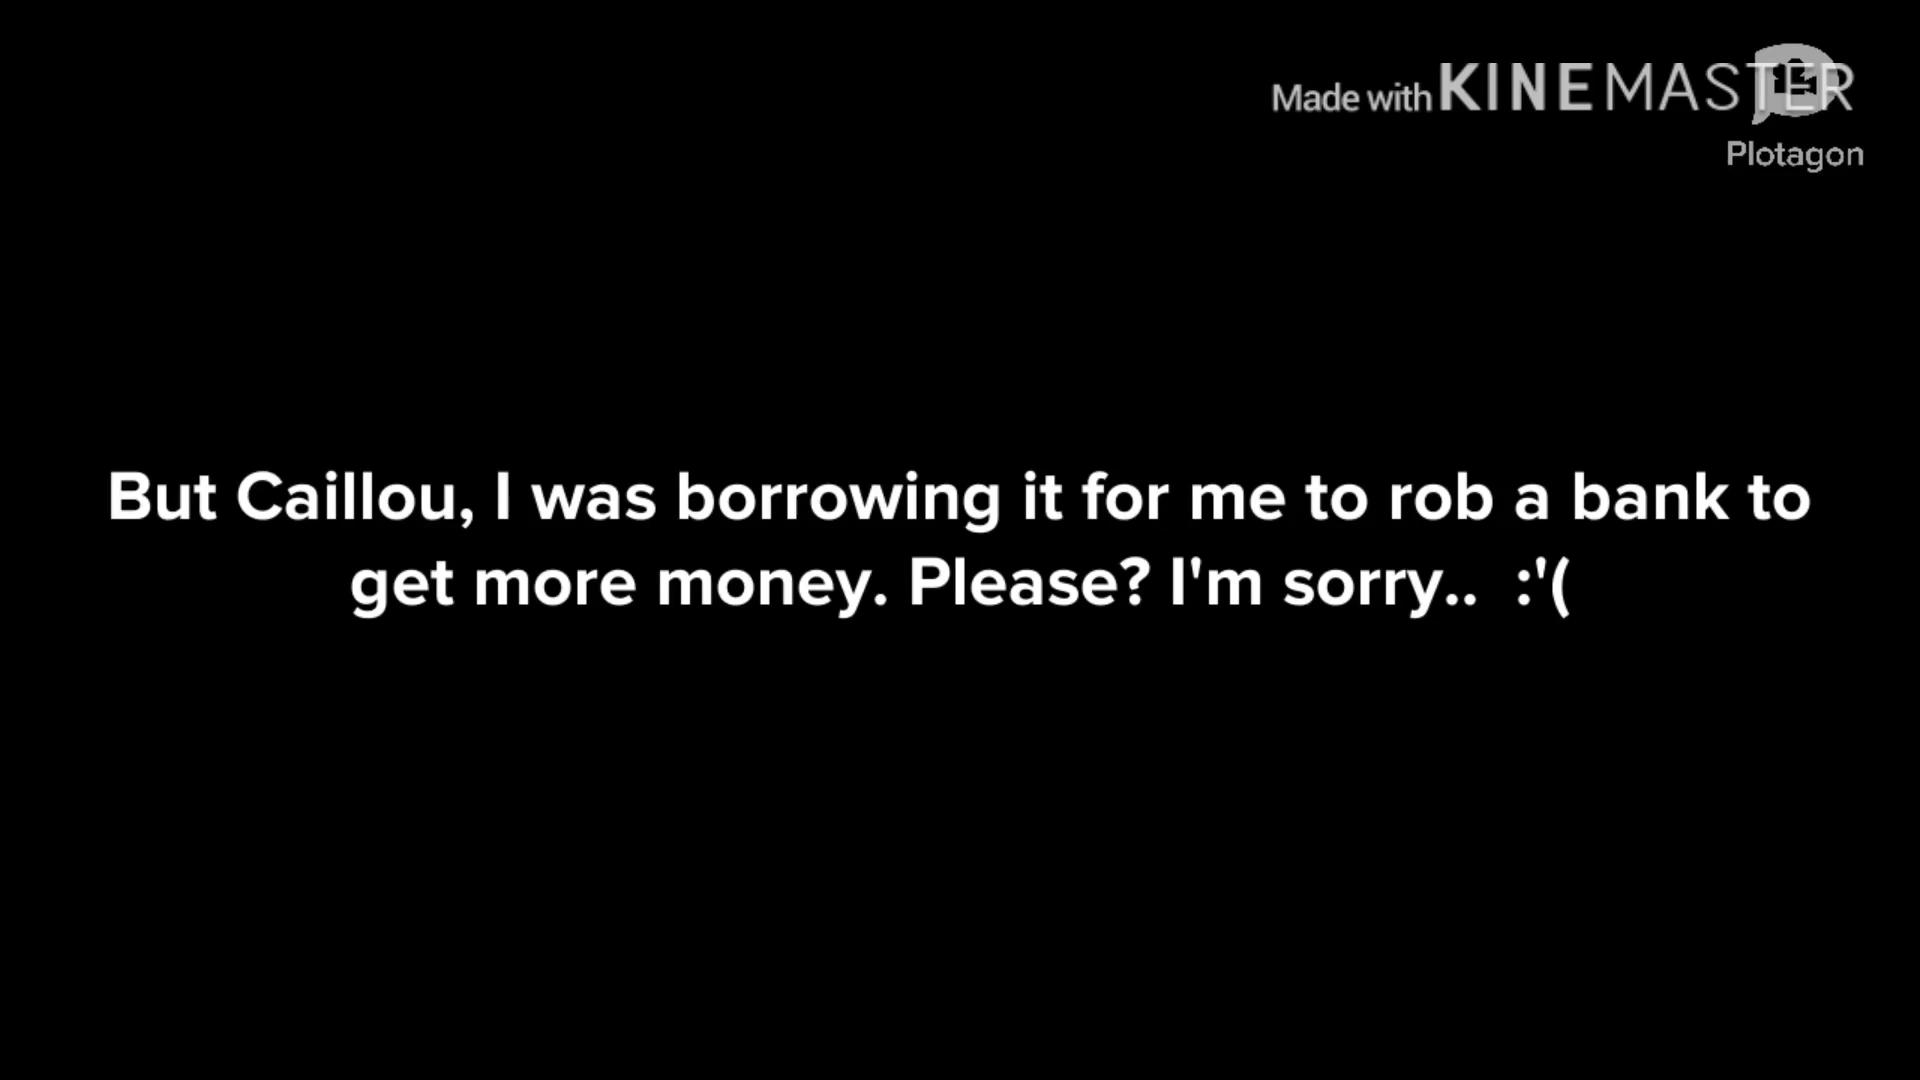 Made with KINEMASTER
Plotagon
But Caillou, I was borrowing it for me to rob a bank to
get more money. Please? I'm sorry..  :'(